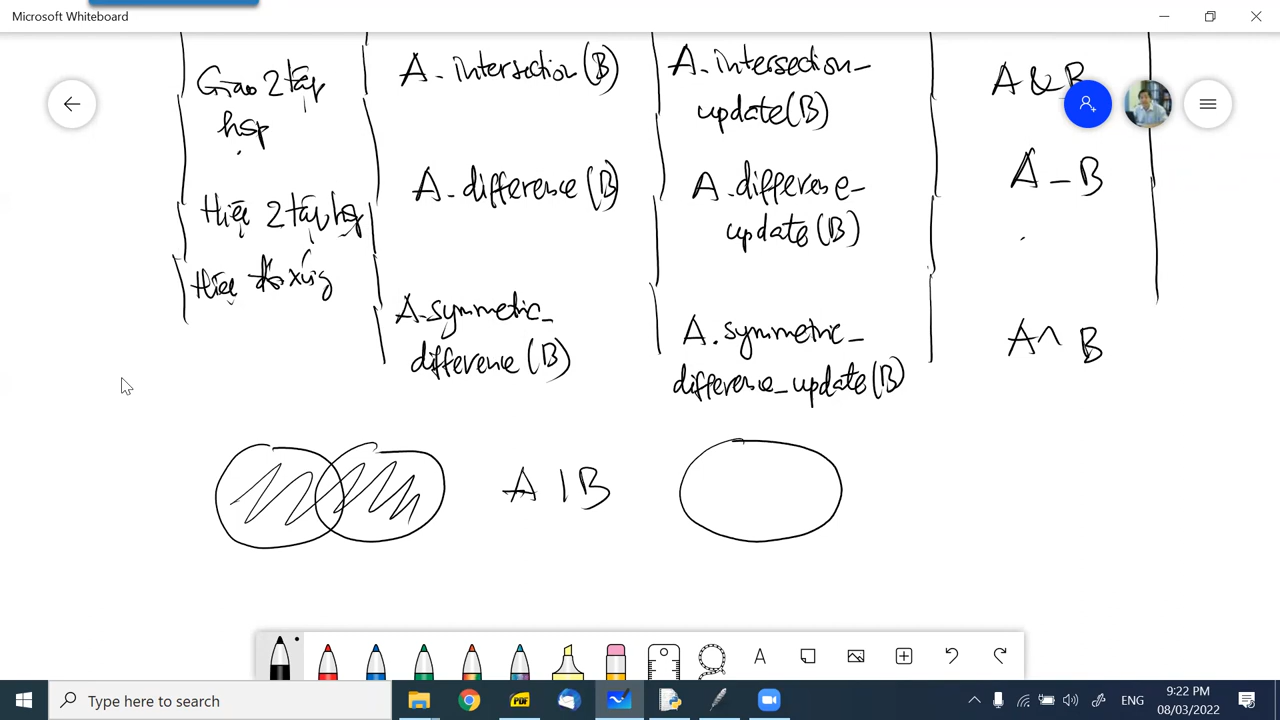 Microsoft Whiteboard
Giao 2 tập
hợp
A.intersection(B)
A.intersection_
update(B)
A & B
Hiệu 2 tập hợp
A.difference(B)
A.difference_
update(B)
A - B
Hiệu đối xứng
A.symmetric_
difference(B)
A.symmetric_
difference_update(B)
A ^ B
A | B
A
Type here to search
PDF
ENG
9:22 PM
08/03/2022